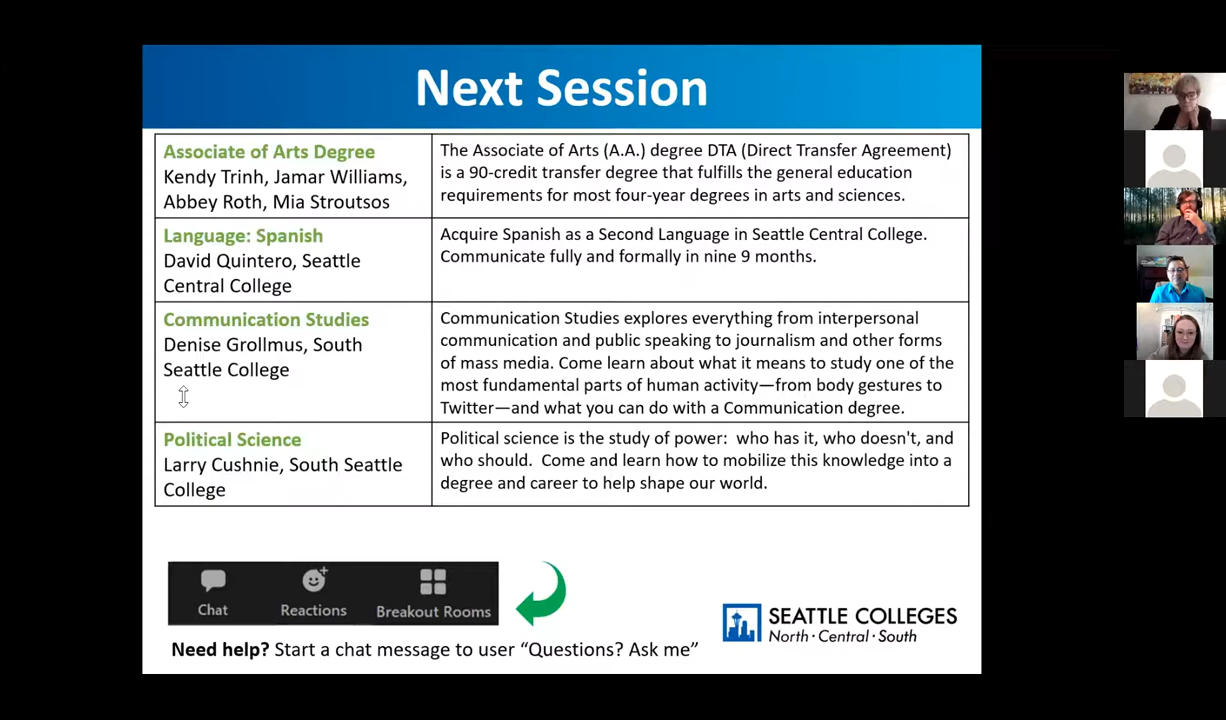 Next Session
Associate of Arts Degree
Kendy Trinh, Jamar Williams,
Abbey Roth, Mia Stroutsos
The Associate of Arts (A.A.) degree DTA (Direct Transfer Agreement)
is a 90-credit transfer degree that fulfills the general education
requirements for most four-year degrees in arts and sciences.
Language: Spanish
David Quintero, Seattle
Central College
Acquire Spanish as a Second Language in Seattle Central College.
Communicate fully and formally in nine 9 months.
Communication Studies
Denise Grollmus, South
Seattle College
Communication Studies explores everything from interpersonal
communication and public speaking to journalism and other forms
of mass media. Come learn about what it means to study one of the
most fundamental parts of human activity—from body gestures to
Twitter—and what you can do with a Communication degree.
Political Science
Larry Cushnie, South Seattle
College
Political science is the study of power:  who has it, who doesn't, and
who should.  Come and learn how to mobilize this knowledge into a
degree and career to help shape our world.
Chat
Reactions
Breakout Rooms
SEATTLE COLLEGES
North · Central · South
Need help? Start a chat message to user “Questions? Ask me”